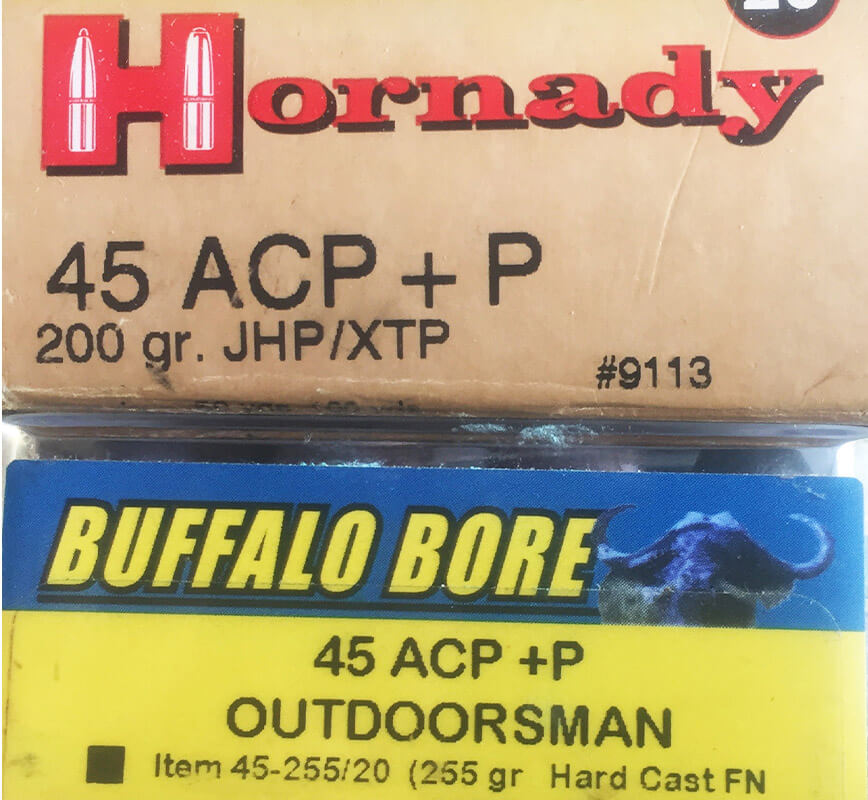 Hornady
45 ACP + P
200 gr. JHP/XTP
#9113
BUFFALO BORE
45 ACP +P
OUTDOORSMAN
Item 45-255/20 (255 gr Hard Cast FN